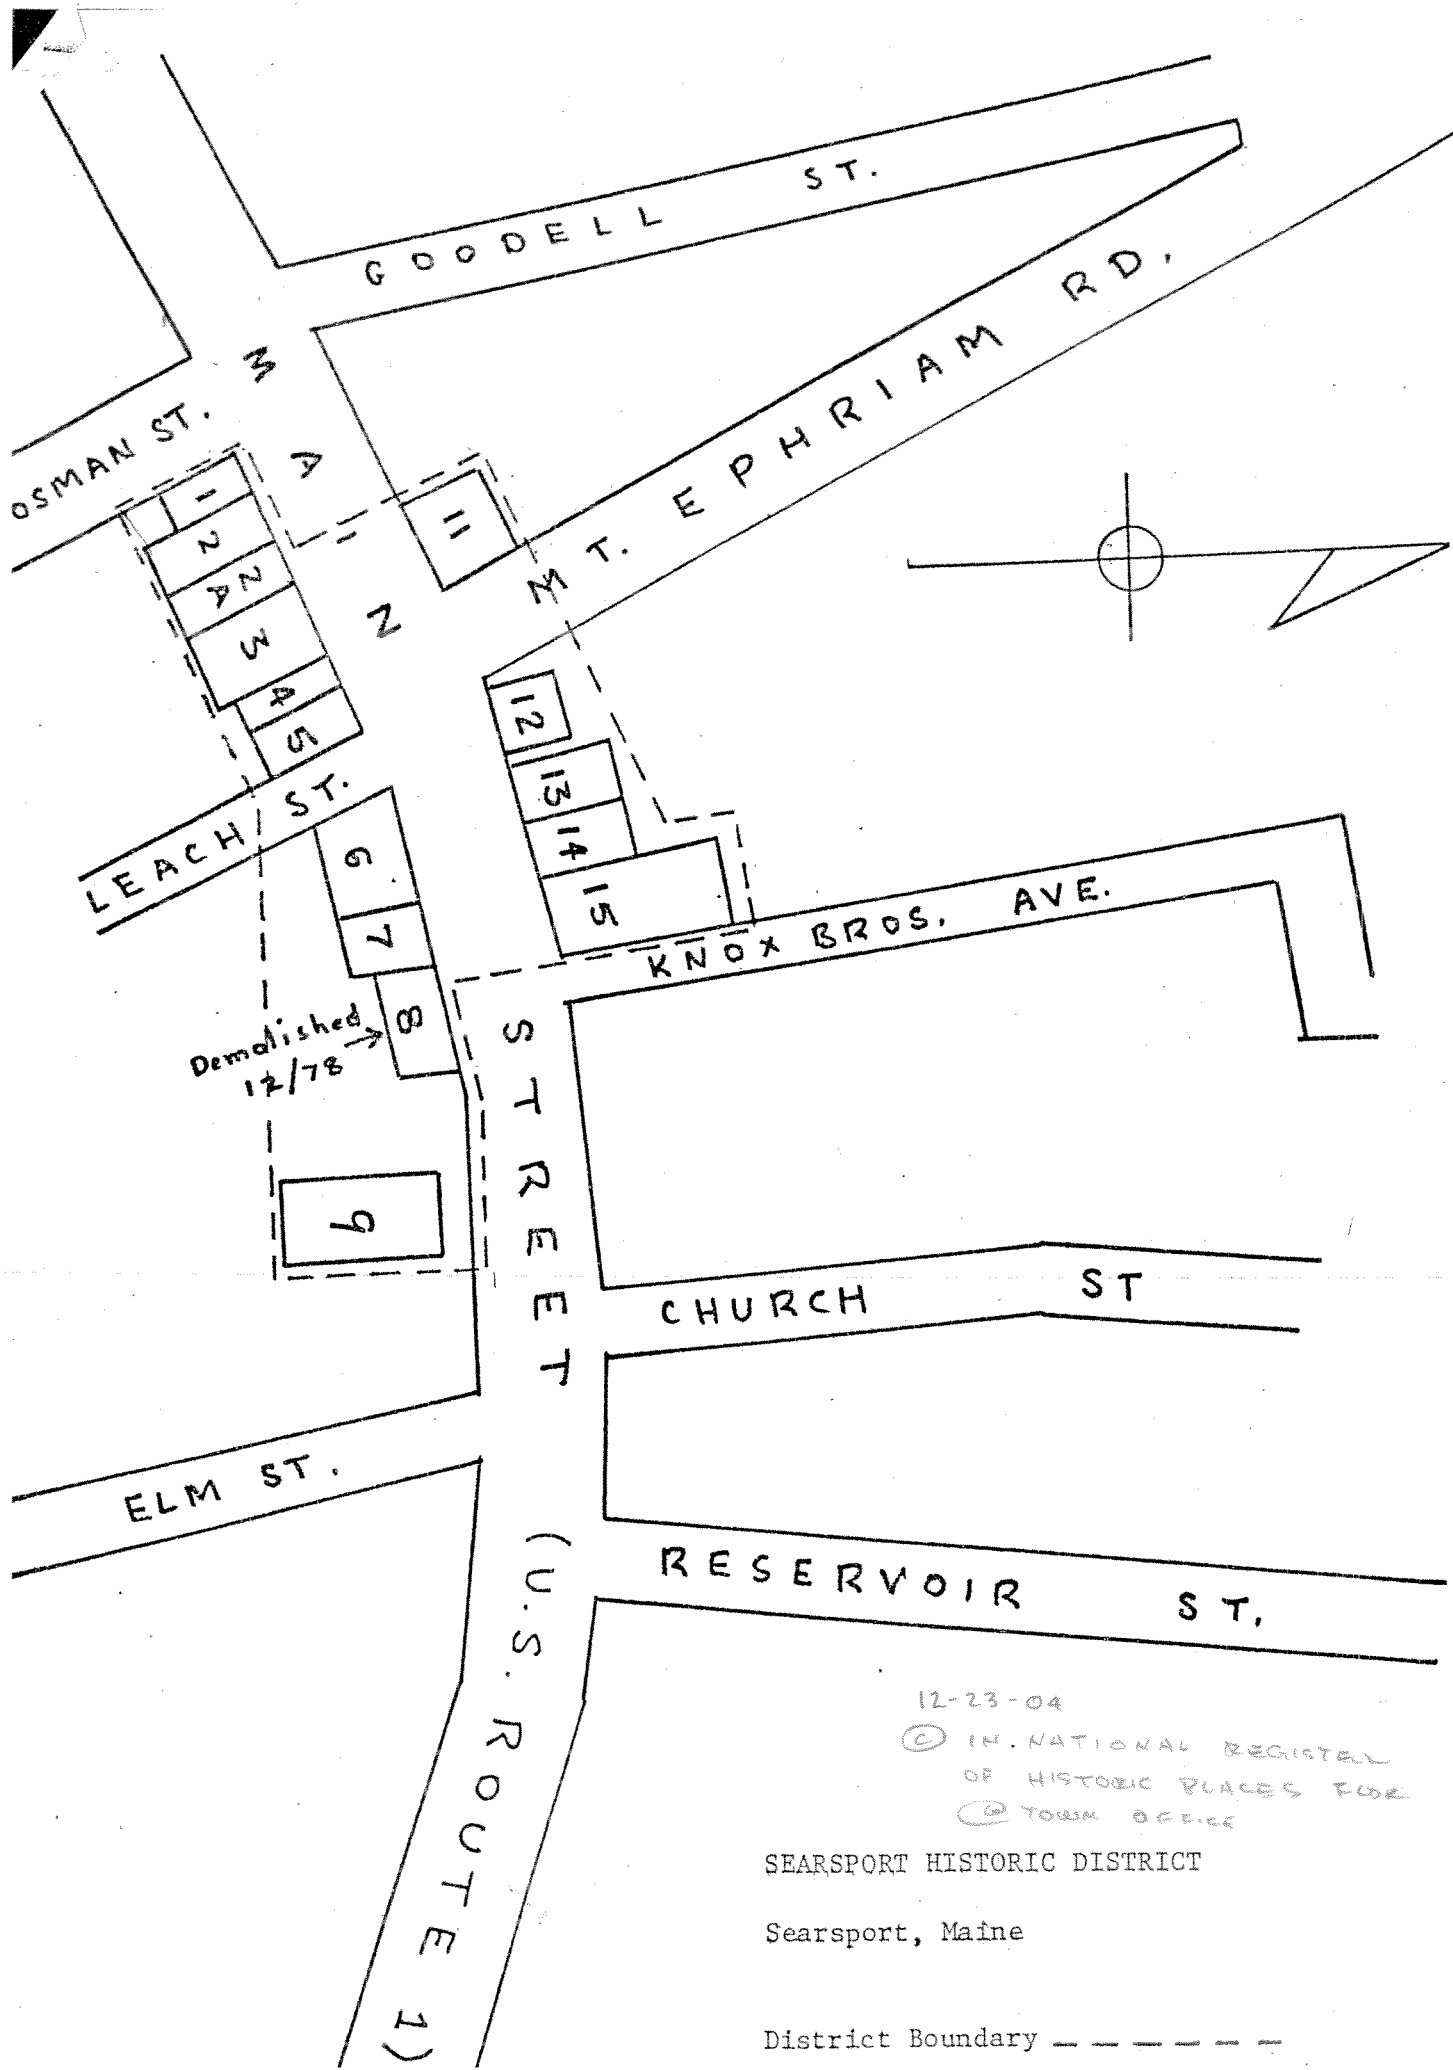 GOODELL ST.
MT. EPHRIAM RD.
OSMAN ST.
MAIN STREET (U.S. ROUTE 1)
1
2
2A
3
4
5
11
12
13
14
15
LEACH ST.
6
7
8
Demolished
12/78
9
KNOX BROS. AVE.
CHURCH ST
ELM ST.
RESERVOIR ST.
12-23-04
© IN. NATIONAL REGISTER
OF HISTORIC PLACES
@ TOWN OFFICE
SEARSPORT HISTORIC DISTRICT
Searsport, Maine
District Boundary